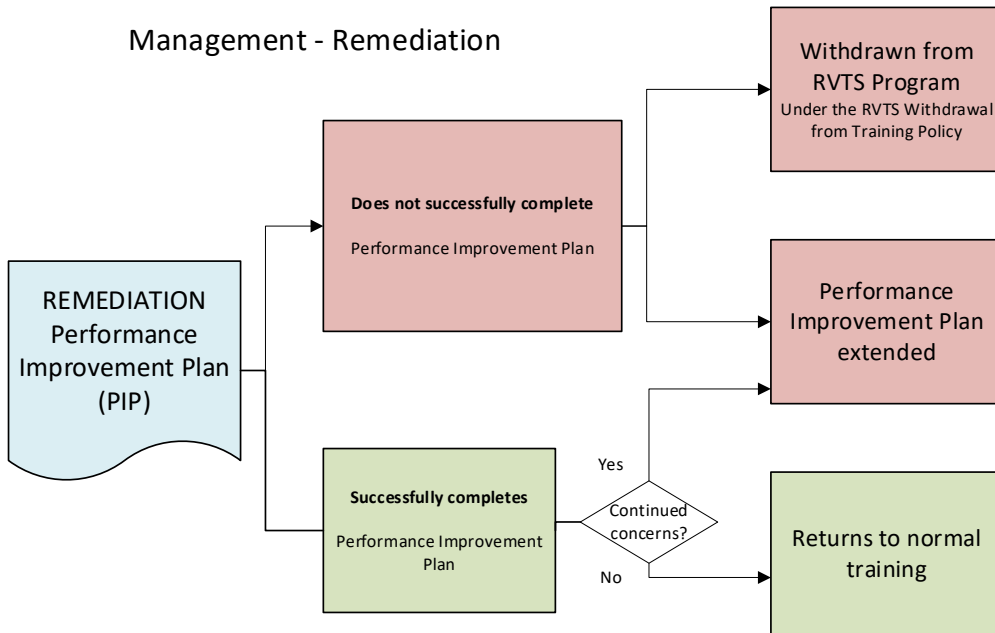 Management - Remediation
Withdrawn from
RVTS Program
Under the RVTS Withdrawal
from Training Policy
Does not successfully complete
Performance Improvement Plan
REMEDIATION
Performance
Improvement Plan
(PIP)
Performance
Improvement Plan
extended
Successfully completes
Performance Improvement
Plan
Yes
Continued
concerns?
No
Returns to normal
training